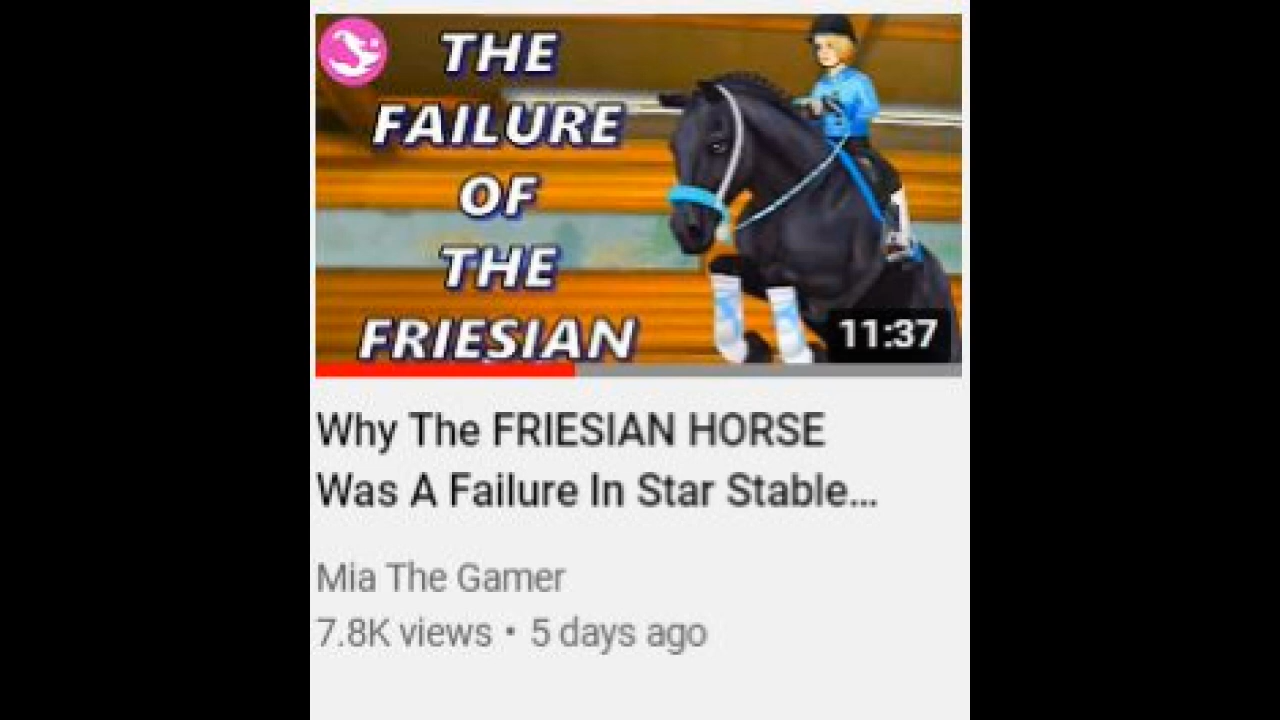 THE
FAILURE
OF
THE
FRIESIAN
11:37
Why The FRIESIAN HORSE
Was A Failure In Star Stable...
Mia The Gamer
7.8K views • 5 days ago